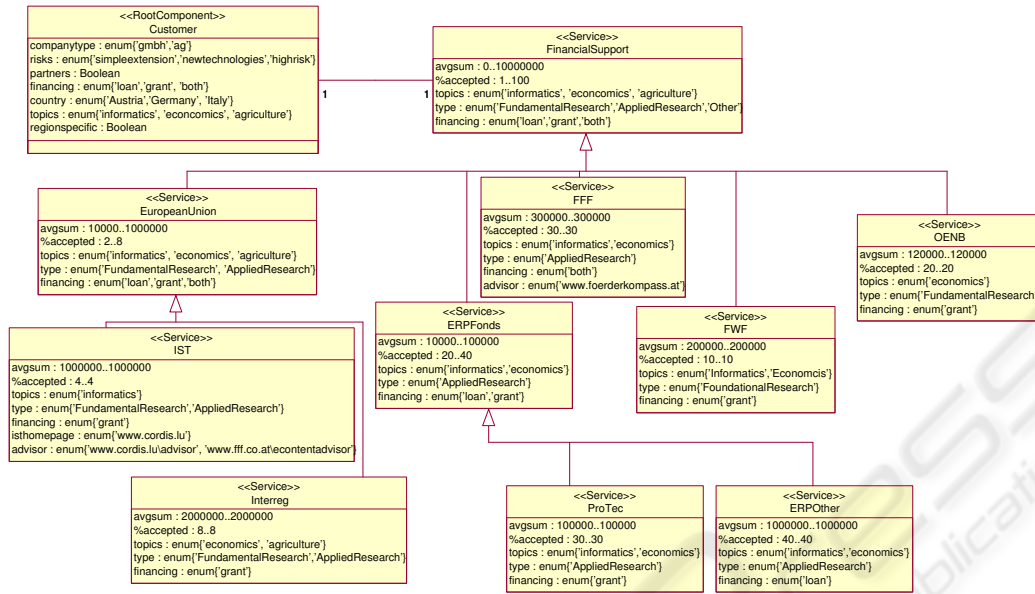 <<RootComponent>>
Customer
companytype : enum{'gmbh','ag'}
risks : enum{'simpleextension','newtechnologies','highrisk'}
partners : Boolean
financing : enum{'loan','grant', 'both'}
country : enum{'Austria','Germany', 'Italy'}
topics : enum{'informatics', 'economics', 'agriculture'}
regionspecific : Boolean
1
1
<<Service>>
FinancialSupport
avgsum : 0..10000000
%accepted : 1..100
topics : enum{'informatics', 'economics', 'agriculture'}
type : enum{'FundamentalResearch','AppliedResearch','Other'}
financing : enum{'loan','grant','both'}
<<Service>>
EuropeanUnion
avgsum : 10000..1000000
%accepted : 2..8
topics : enum{'informatics', 'economics', 'agriculture'}
type : enum{'FundamentalResearch', 'AppliedResearch'}
financing : enum{'loan','grant','both'}
<<Service>>
FFF
avgsum : 300000..300000
%accepted : 30..30
topics : enum{'informatics','economics'}
type : enum{'AppliedResearch'}
financing : enum{'both'}
advisor : enum{'www.foerderkompass.at'}
<<Service>>
OENB
avgsum : 120000..120000
%accepted : 20..20
topics : enum{'economics'}
type : enum{'FundamentalResearch
financing : enum{'grant'}
<<Service>>
ERPFonds
avgsum : 10000..100000
%accepted : 20..40
topics : enum{'informatics','economics'}
type : enum{'AppliedResearch'}
financing : enum{'loan','grant'}
<<Service>>
FWF
avgsum : 200000..200000
%accepted : 10..10
topics : enum{'Informatics','Economcis'}
type : enum{'FoundationalResearch'}
financing : enum{'grant'}
<<Service>>
IST
avgsum : 1000000..1000000
%accepted : 4..4
topics : enum{'informatics'}
type : enum{'FundamentalResearch','AppliedResearch'}
financing : enum{'grant'}
isthomepage : enum{'www.cordis.lu'}
advisor : enum{'www.cordis.lu\advisor', 'www.fff.co.at\econtentadvisor'}
<<Service>>
Interreg
avgsum : 2000000..2000000
%accepted : 8..8
topics : enum{'economics', 'agriculture'}
type : enum{'FundamentalResearch','AppliedResearch'}
financing : enum{'grant'}
<<Service>>
ProTec
avgsum : 100000..100000
%accepted : 30..30
topics : enum{'informatics','economics'}
type : enum{'AppliedResearch'}
financing : enum{'grant'}
<<Service>>
ERPOther
avgsum : 1000000..1000000
%accepted : 40..40
topics : enum{'informatics','economics'}
type : enum{'AppliedResearch'}
financing : enum{'loan'}